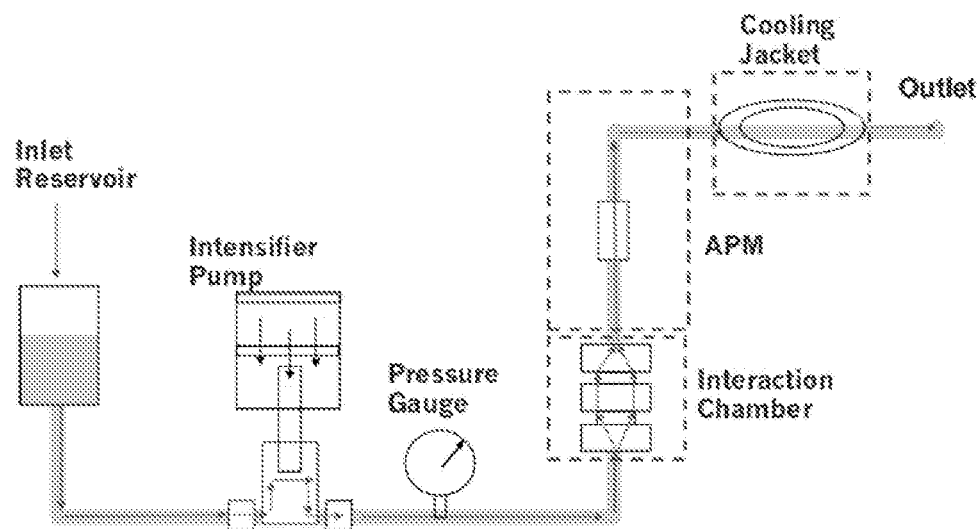 Cooling
Jacket
Outlet
Inlet
Reservoir
Intensifier
Pump
APM
Pressure
Gauge
Interaction
Chamber